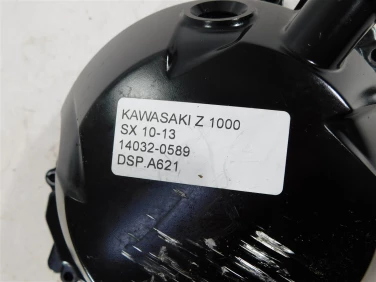 KAWASAKI Z 1000
SX 10-13
14032-0589
DSP.A621